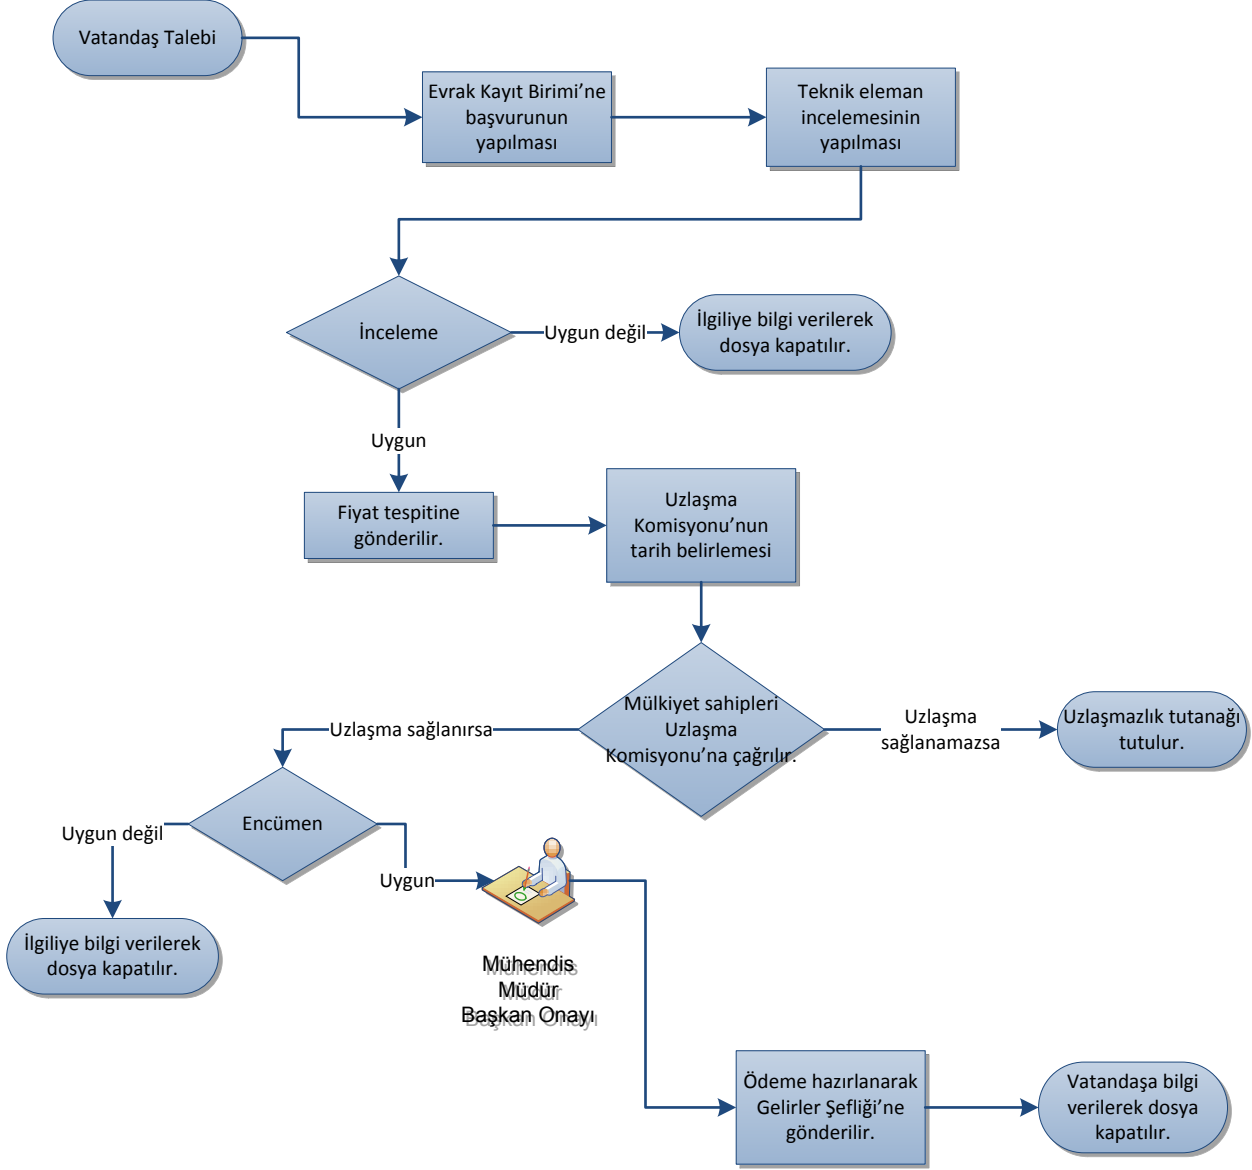 Vatandaş Talebi
Evrak Kayıt Birimi’ne
başvurunun
yapılması
Teknik eleman
incelemesinin
yapılması
İnceleme
Uygun değil
İlgiliye bilgi verilerek
dosya kapatılır.
Uygun
Fiyat tespitine
gönderilir.
Uzlaşma
Komisyonu’nun
tarih belirlemesi
Mülkiyet sahipleri
Uzlaşma
Komisyonu’na çağrılır.
Uzlaşma sağlanırsa
Uzlaşma
sağlanamazsa
Uzlaşmazlık tutanağı
tutulur.
Encümen
Uygun değil
Uygun
İlgiliye bilgi verilerek
dosya kapatılır.
Mühendis
Müdür
Başkan Onayı
Ödeme hazırlanarak
Gelirler Şefliği’ne
gönderilir.
Vatandaşa bilgi
verilerek dosya
kapatılır.